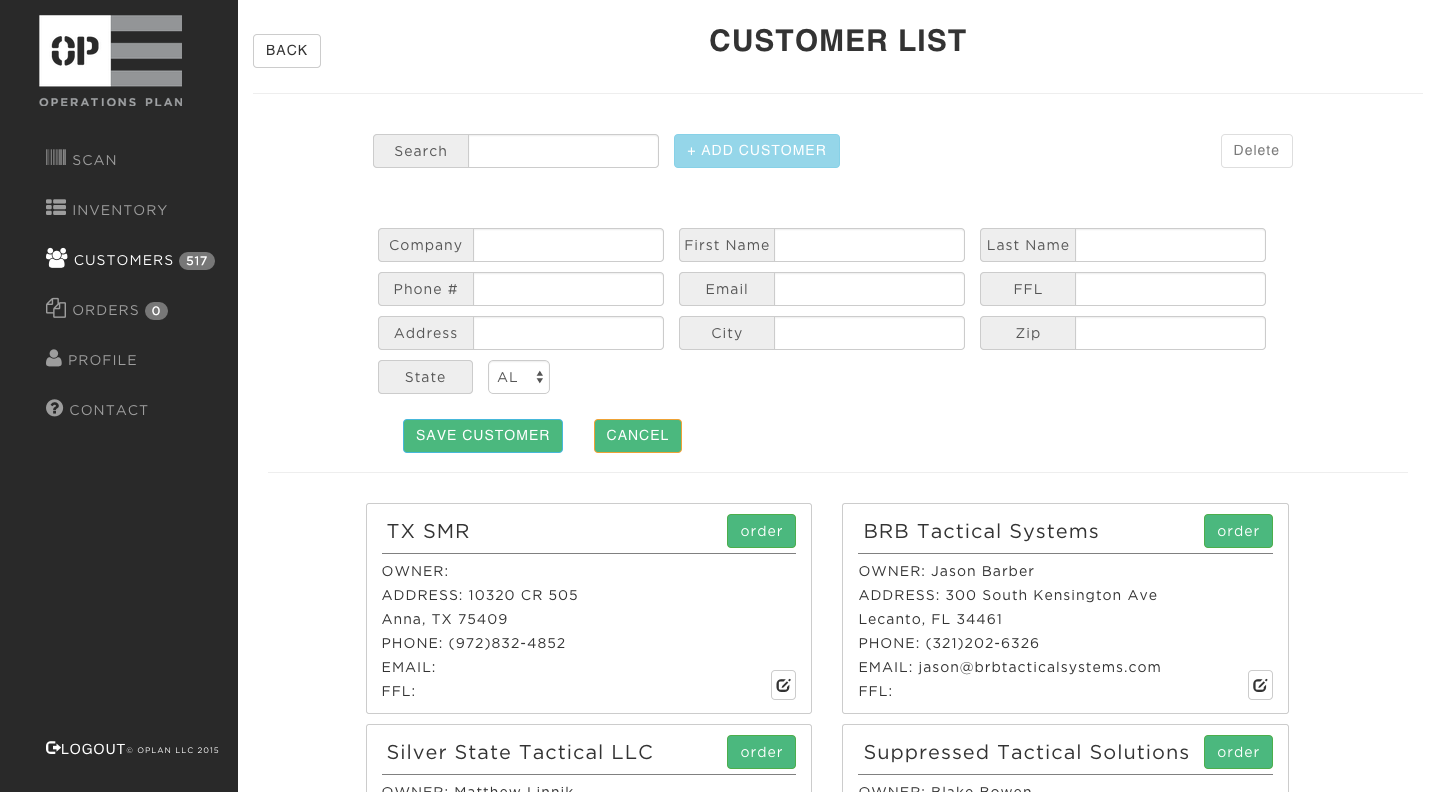 OP
OPERATIONS PLAN
SCAN
INVENTORY
CUSTOMERS 517
ORDERS 0
PROFILE
CONTACT
LOGOUT © OPLAN LLC 2015
BACK
CUSTOMER LIST
Search
+ ADD CUSTOMER
Delete
Company
First Name
Last Name
Phone #
Email
FFL
Address
City
Zip
State
AL
SAVE CUSTOMER
CANCEL
TX SMR
order
OWNER:
ADDRESS: 10320 CR 505
Anna, TX 75409
PHONE: (972)832-4852
EMAIL:
FFL:
BRB Tactical Systems
order
OWNER: Jason Barber
ADDRESS: 300 South Kensington Ave
Lecanto, FL 34461
PHONE: (321)202-6326
EMAIL: jason@brbtacticalsystems.com
FFL:
Silver State Tactical LLC
order
OWNER: Matthew Linnik
Suppressed Tactical Solutions
order
OWNER: Blake Bowen